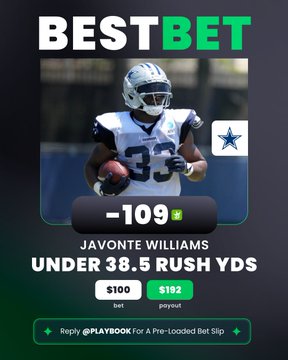 BESTBET
33
-109
JAVONTE WILLIAMS
UNDER 38.5 RUSH YDS
$100
$192
bet
payout
Reply @PLAYBOOK For A Pre-Loaded Bet Slip